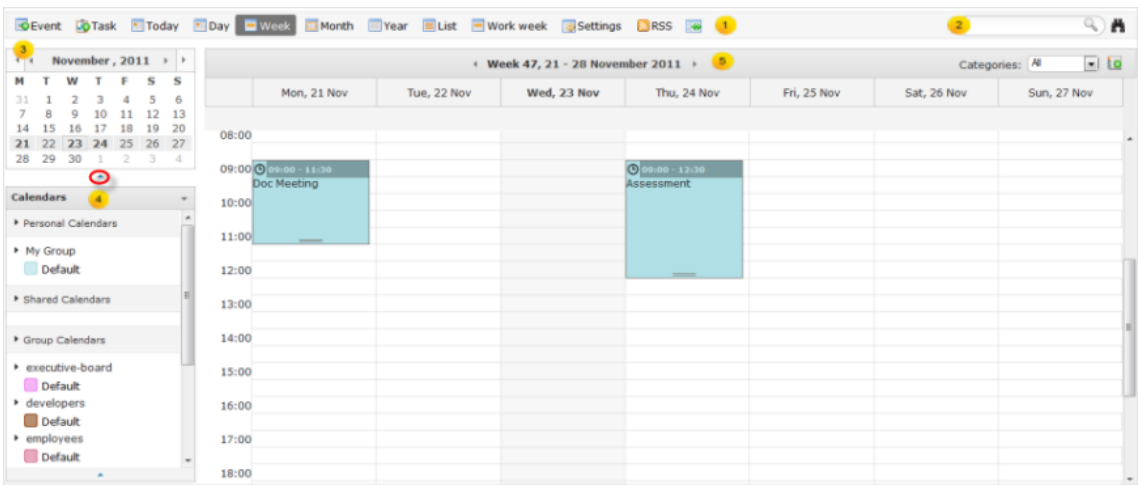 Event Task Today Day Week Month Year List Work week Settings RSS 1 2
3
November , 2011
M T W T F S S
31 1 2 3 4 5 6
7 8 9 10 11 12 13
14 15 16 17 18 19 20
21 22 23 24 25 26 27
28 29 30 1 2 3 4
Calendars 4
Personal Calendars
My Group
Default
Shared Calendars
Group Calendars
executive-board
Default
developers
Default
employees
Default
Week 47, 21 - 28 November 2011 5 Categories: All
Mon, 21 Nov Tue, 22 Nov Wed, 23 Nov Thu, 24 Nov Fri, 25 Nov Sat, 26 Nov Sun, 27 Nov
08:00
09:00 09:00 - 11:30 09:00 - 12:30
Doc Meeting Assessment
10:00
11:00
12:00
13:00
14:00
15:00
16:00
17:00
18:00